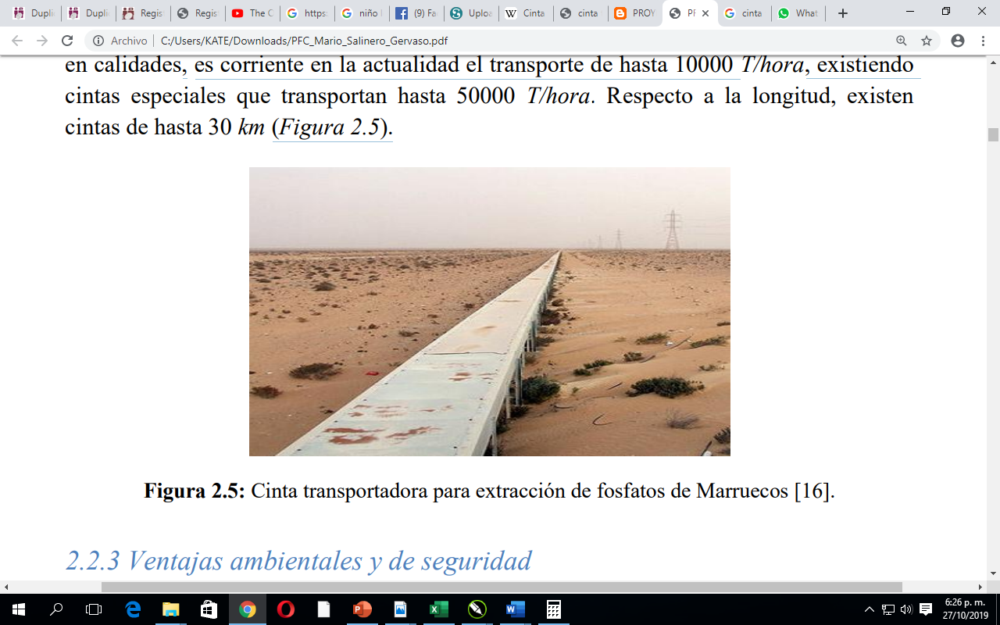 Dupli
Dupli
Regis
Regis
The C
https:
niño
(9) Fa
Uploa
Cinta
cinta
PROY
PF
cinta
What
Archivo
C:/Users/KATE/Downloads/PFC_Mario_Salinero_Gervaso.pdf
en calidades, es corriente en la actualidad el transporte de hasta 10000 T/hora, existiendo
cintas especiales que transportan hasta 50000 T/hora. Respecto a la longitud, existen
cintas de hasta 30 km (Figura 2.5).
Figura 2.5: Cinta transportadora para extracción de fosfatos de Marruecos [16].
2.2.3 Ventajas ambientales y de seguridad
6:26 p. m.
27/10/2019